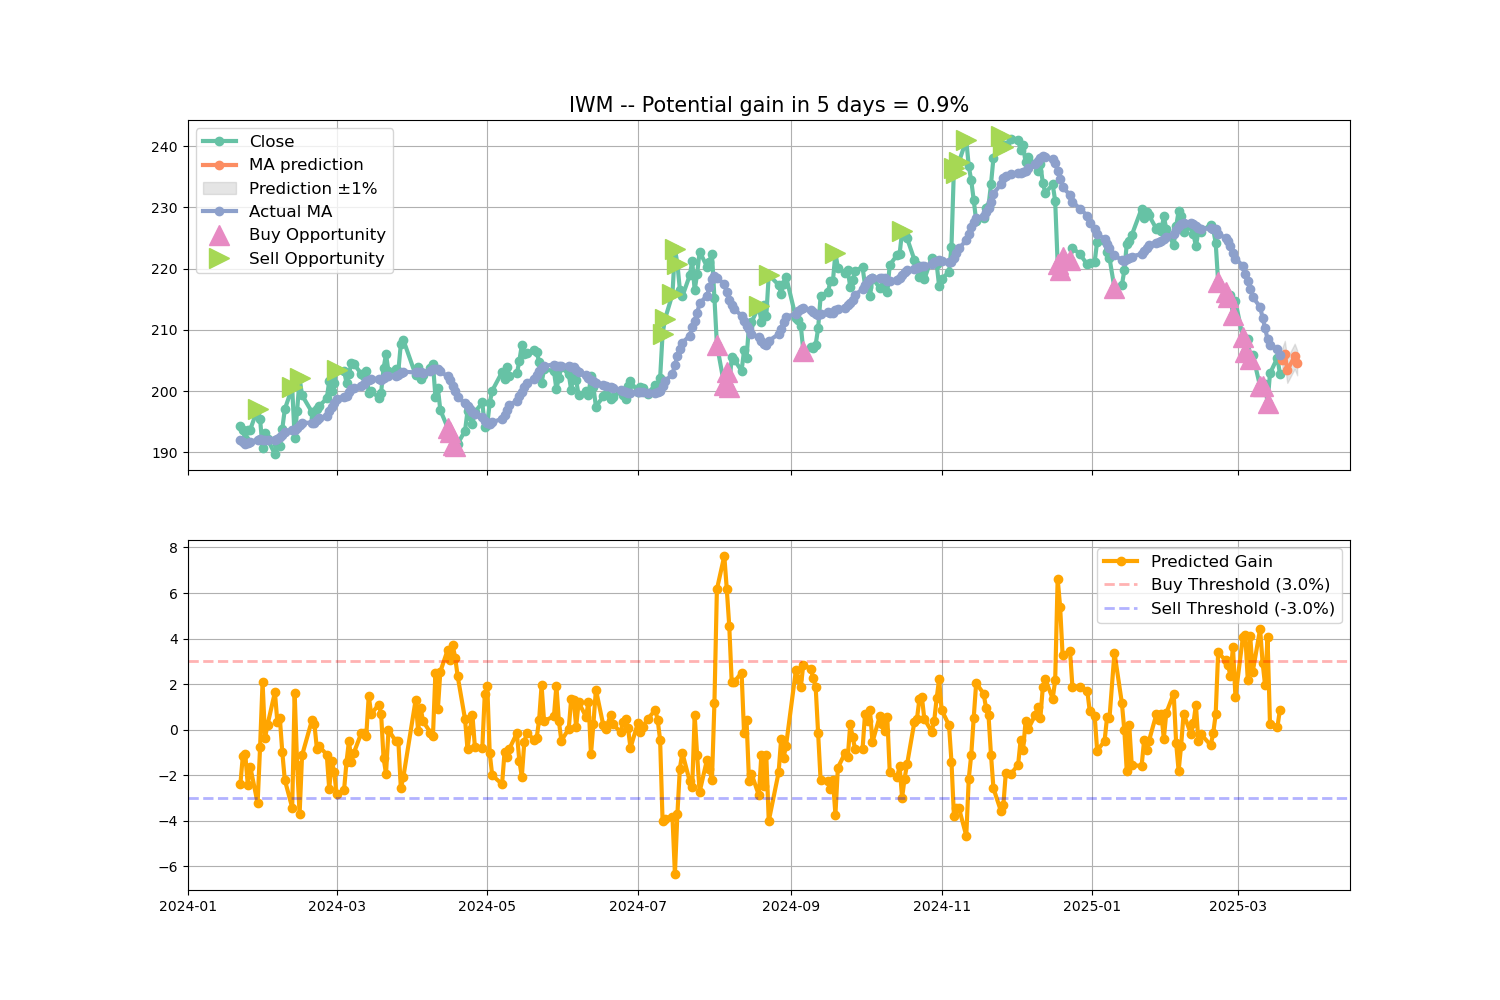 IWM -- Potential gain in 5 days = 0.9%
Close
MA prediction
Prediction ±1%
Actual MA
Buy Opportunity
Sell Opportunity
240
230
220
210
200
190
Predicted Gain
Buy Threshold (3.0%)
Sell Threshold (-3.0%)
8
6
4
2
0
−2
−4
−6
2024-01
2024-03
2024-05
2024-07
2024-09
2024-11
2025-01
2025-03